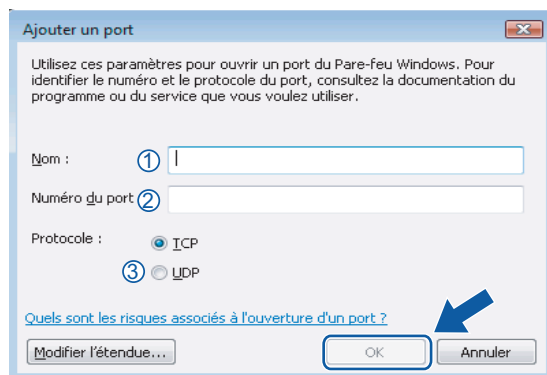 Ajouter un port
Utilisez ces paramètres pour ouvrir un port du Pare-feu Windows. Pour
identifier le numéro et le protocole du port, consultez la documentation du
programme ou du service que vous voulez utiliser.
Nom : 1
Numéro du port 2
Protocole : TCP
3 UDP
Quels sont les risques associés à l'ouverture d'un port ?
Modifier l'étendue... OK Annuler